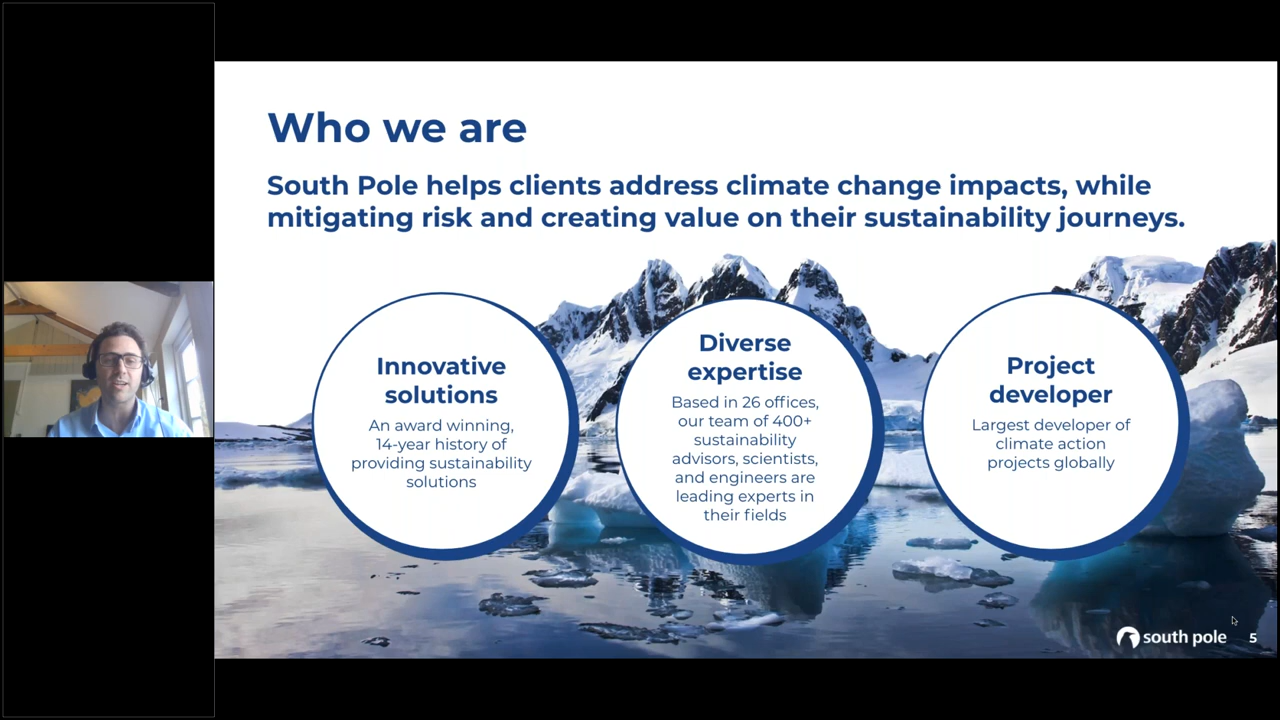 Who we are
South Pole helps clients address climate change impacts, while
mitigating risk and creating value on their sustainability journeys.
Innovative
solutions
An award winning,
14-year history of
providing sustainability
solutions
Diverse
expertise
Based in 26 offices,
our team of 400+
sustainability
advisors, scientists,
and engineers are
leading experts in
their fields
Project
developer
Largest developer of
climate action
projects globally
south pole
5